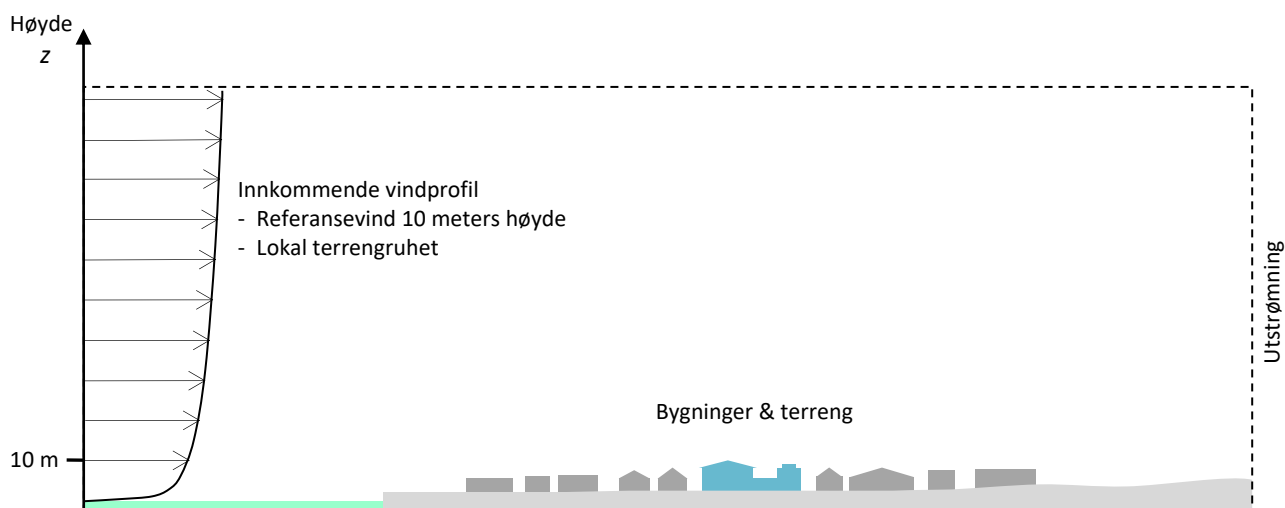 Høyde
z
Innkommende vindprofil
- Referansevind 10 meters høyde
- Lokal terrengruhet
Utstrømning
Bygninger & terreng
10 m